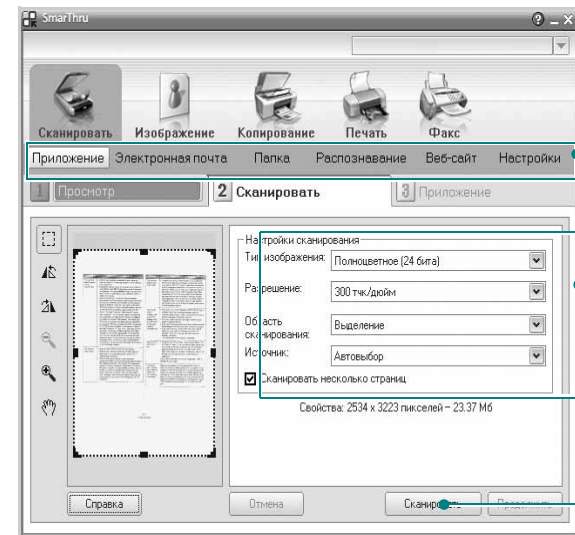 SmarThru
Сканировать Изображение Копирование Печать Факс
Приложение Электронная почта Папка Распознавание Веб-сайт Настройки
1 Просмотр 2 Сканировать 3 Приложение
Настройки сканирования
Тип изображения: Полноцветное (24 бита)
Разрешение: 300 тчк/дюйм
Область сканирования: Выделение
Источник: Автовыбор
Сканировать несколько страниц
Свойства: 2534 x 3223 пикселей – 23.37 Мб
Справка Отмена Сканировать Продолжить